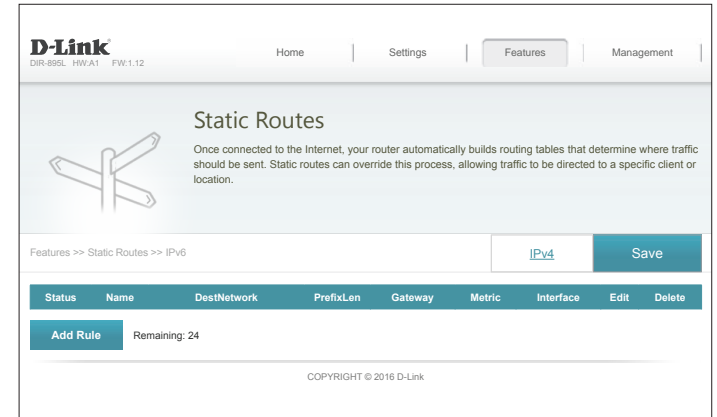 D-Link
DIR-895L HW:A1 FW:1.12
Home Settings Features Management
Static Routes
Once connected to the Internet, your router automatically builds routing tables that determine where traffic
should be sent. Static routes can override this process, allowing traffic to be directed to a specific client or
location.
Features >> Static Routes >> IPv6
IPv4
Save
Status Name DestNetwork PrefixLen Gateway Metric Interface Edit Delete
Add Rule Remaining: 24
COPYRIGHT © 2016 D-Link